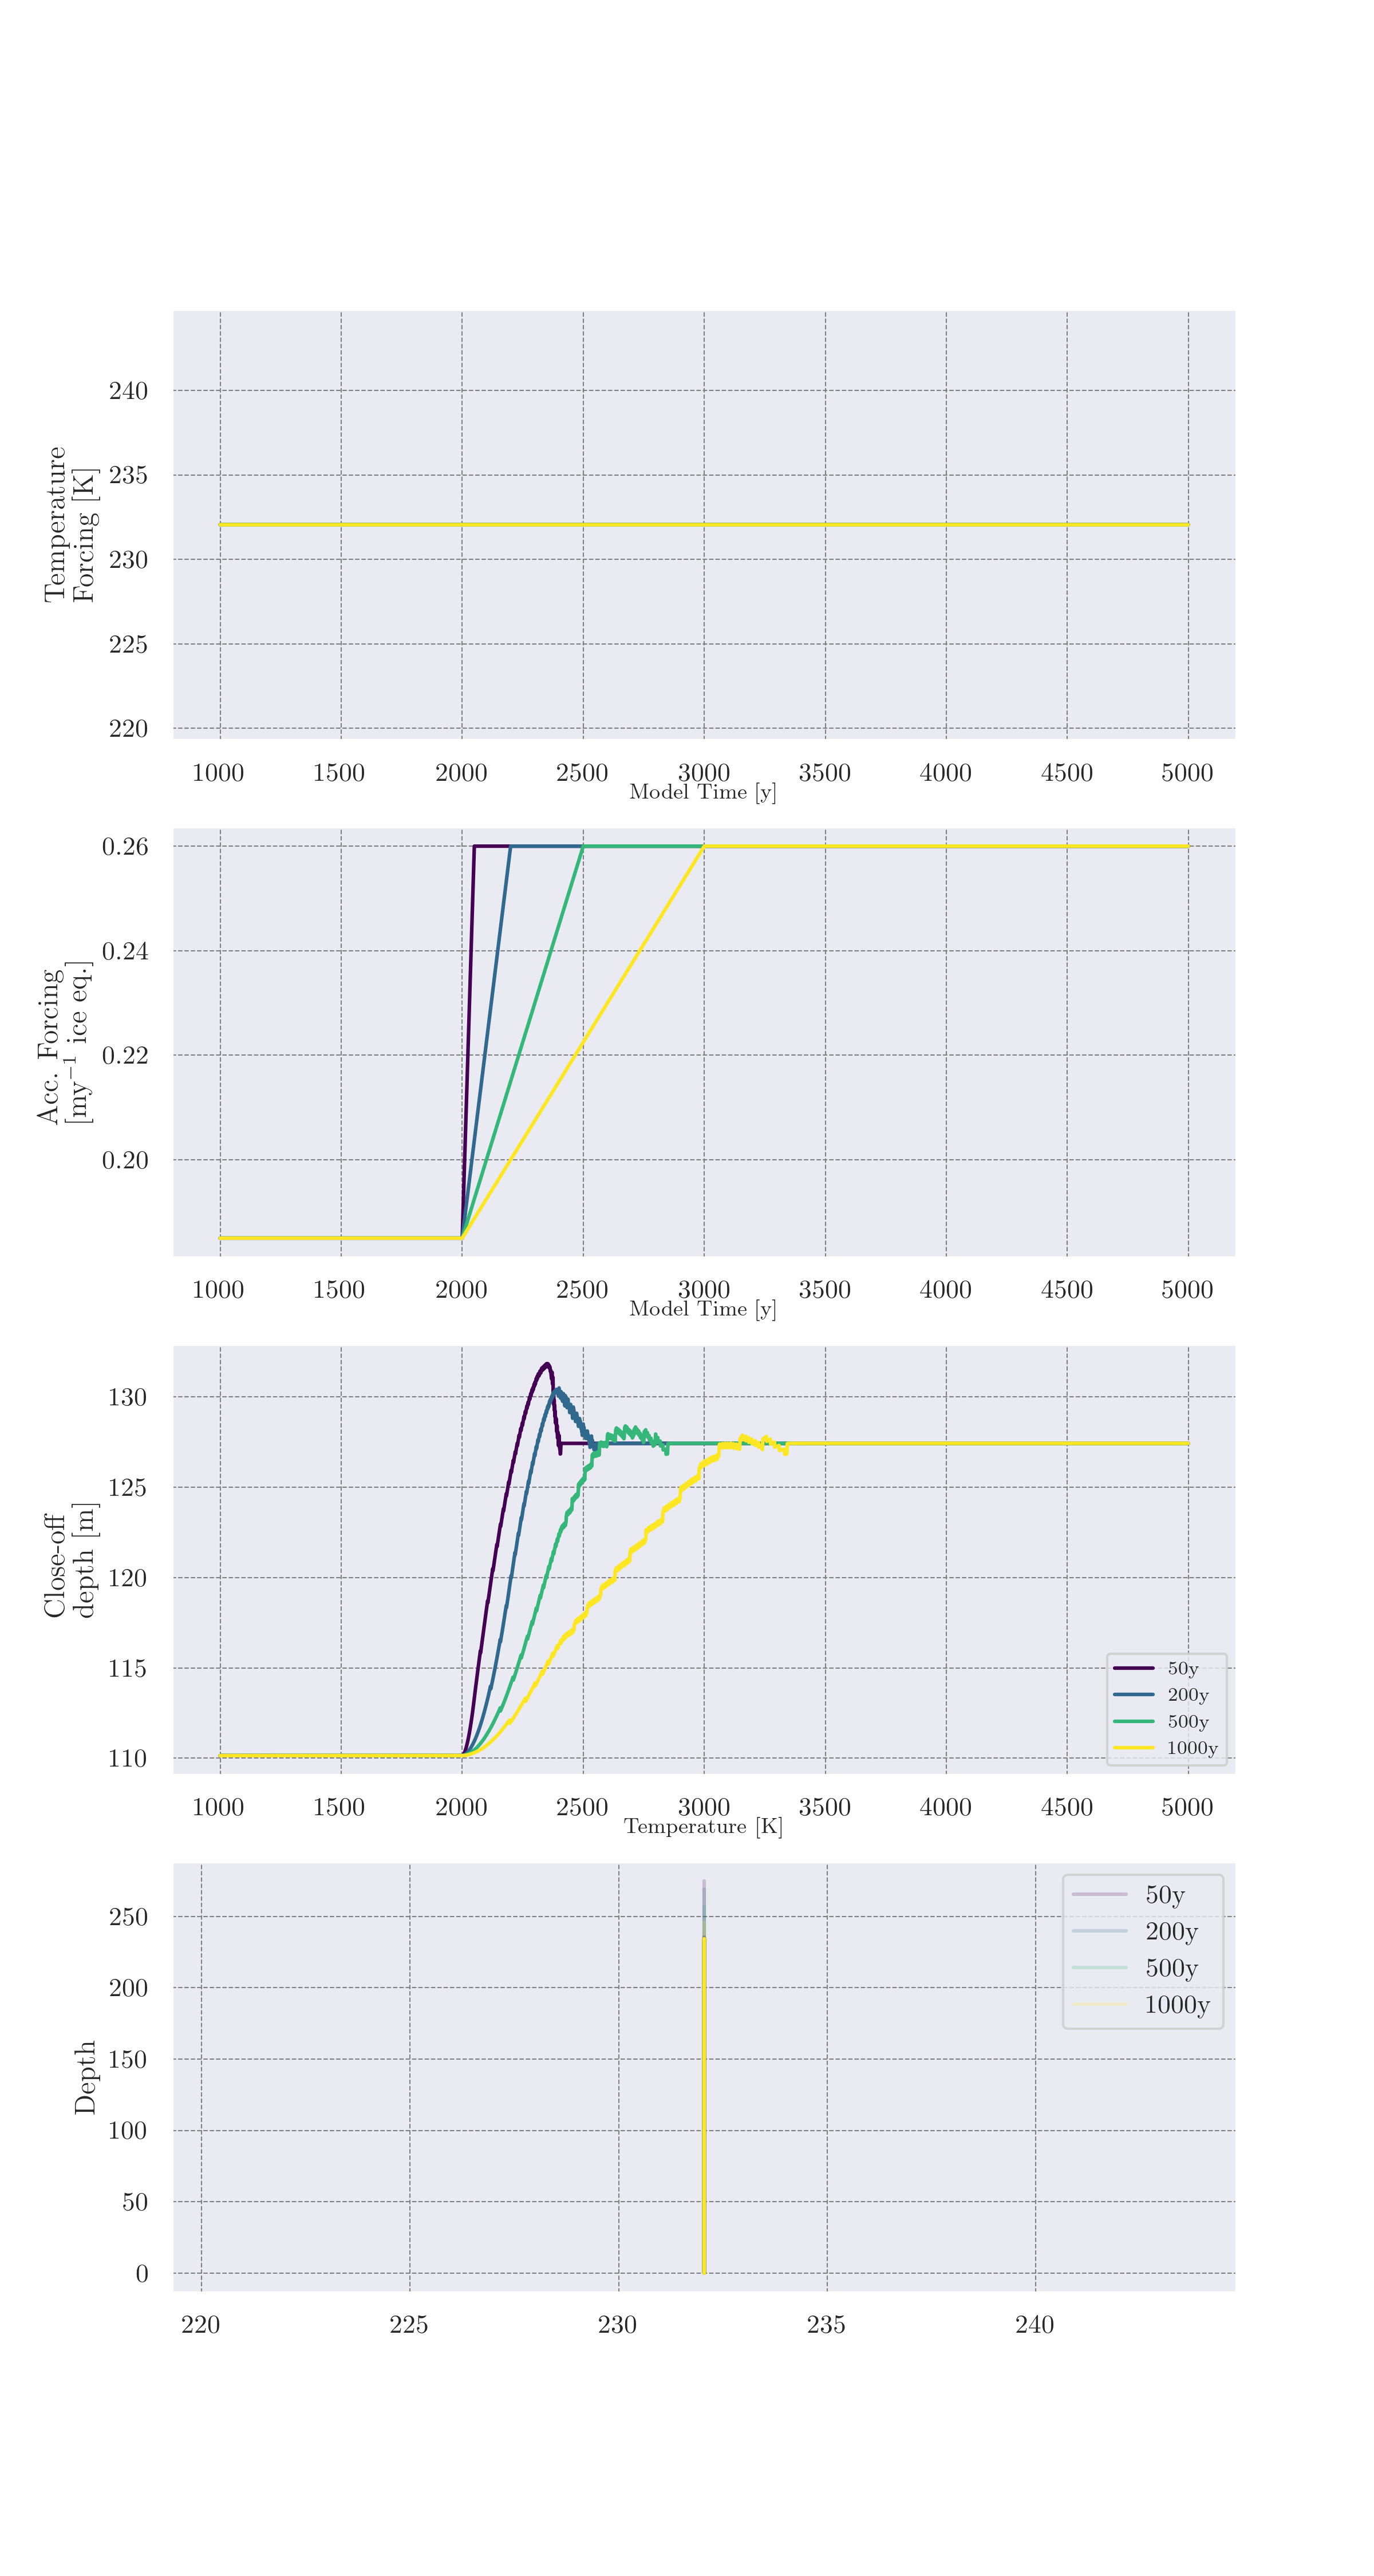 240
235
230
225
220
Temperature
Forcing [K]
1000 1500 2000 2500 3000 3500 4000 4500 5000
Model Time [y]
0.26
0.24
0.22
0.20
Acc. Forcing
[my⁻¹ ice eq.]
1000 1500 2000 2500 3000 3500 4000 4500 5000
Model Time [y]
130
125
120
115
110
Close-off
depth [m]
50y
200y
500y
1000y
1000 1500 2000 2500 3000 3500 4000 4500 5000
Temperature [K]
250
200
150
100
50
0
Depth
50y
200y
500y
1000y
220 225 230 235 240